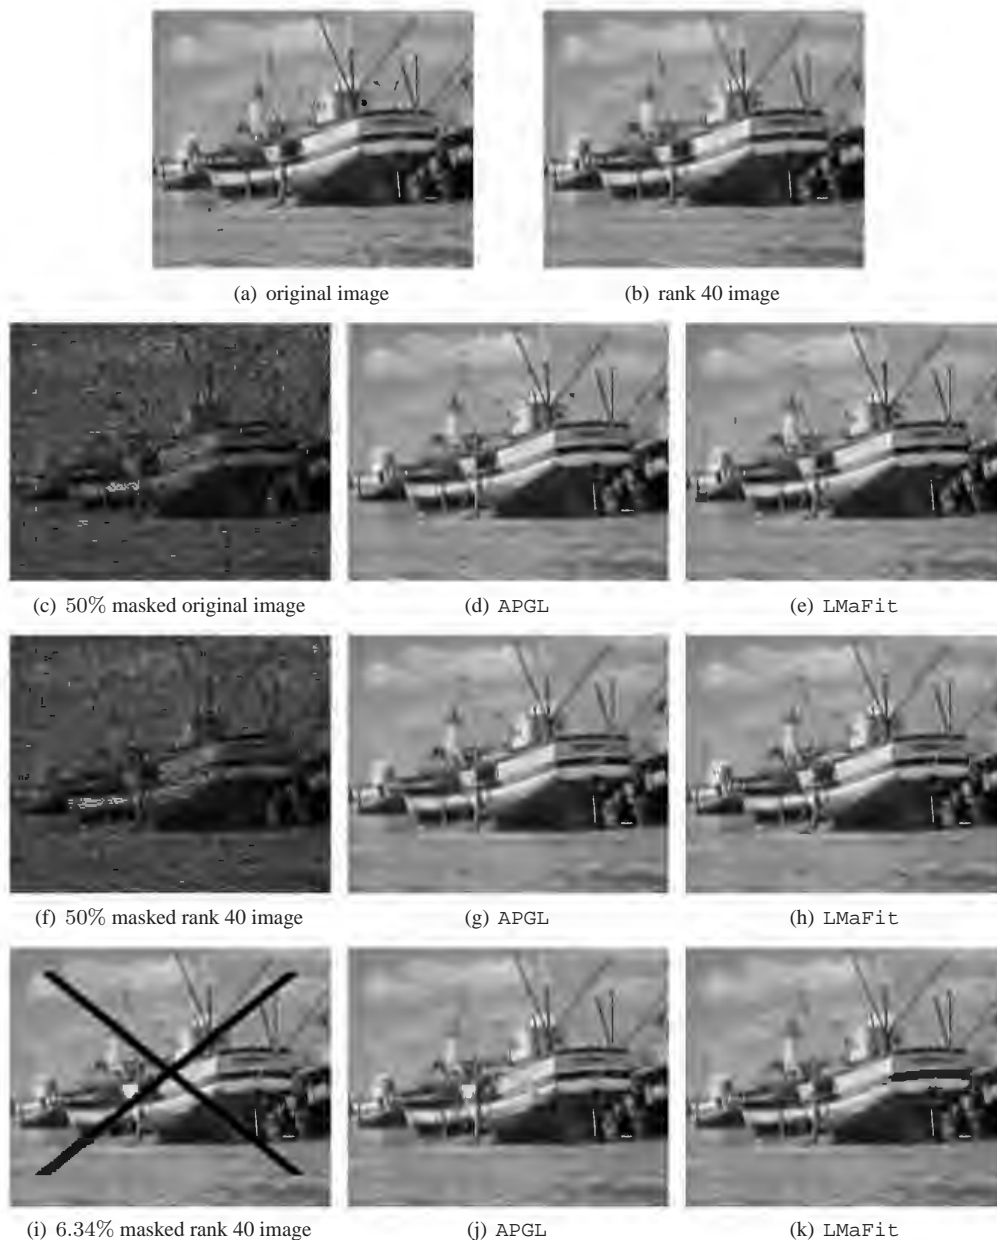 (a) original image
(b) rank 40 image
(c) 50% masked original image
(d) APGL
(e) LMaFit
(f) 50% masked rank 40 image
(g) APGL
(h) LMaFit
(i) 6.34% masked rank 40 image
(j) APGL
(k) LMaFit